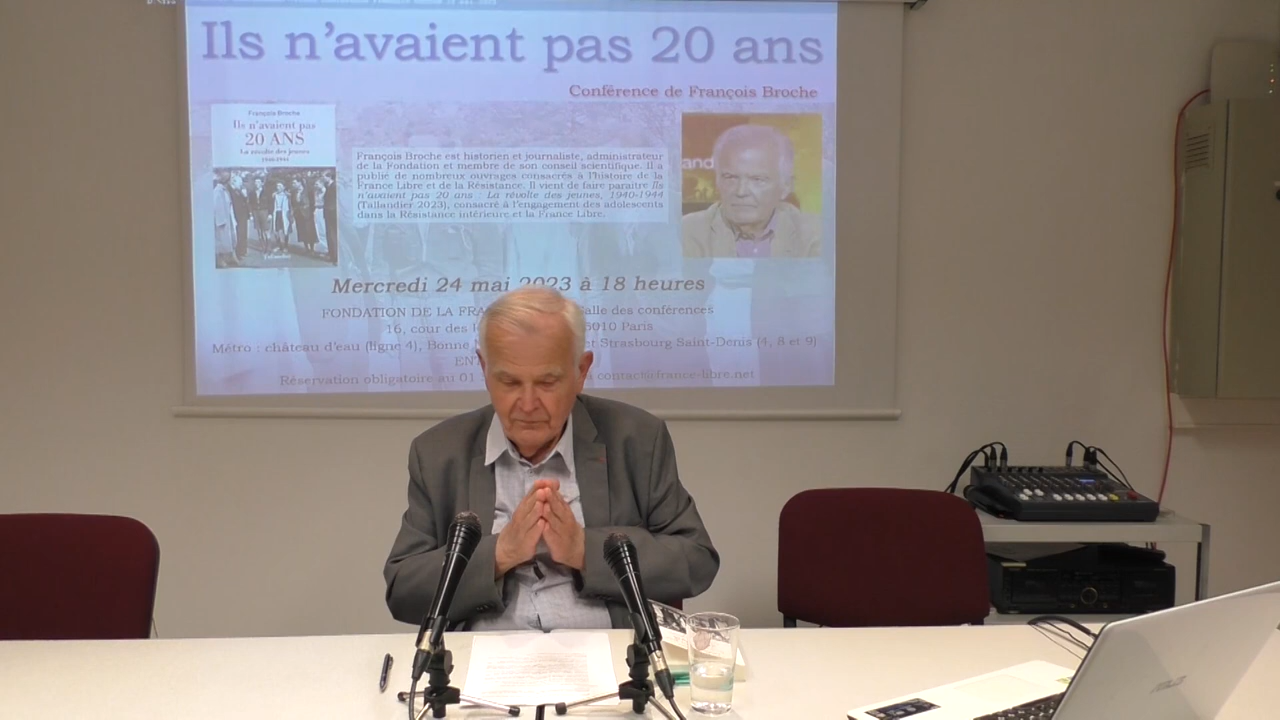 Ils n'avaient pas 20 ans
Conférence de François Broche
François Broche
Ils n'avaient pas
20 ANS
La révolte des jeunes
1940-1944
Tallandier
François Broche est historien et journaliste, administrateur
de la Fondation et membre de son conseil scientifique. Il a
publié de nombreux ouvrages consacrés à l'histoire de la
France Libre et de la Résistance. Il vient de faire paraître Ils
n'avaient pas 20 ans : La révolte des jeunes, 1940-1944
(Tallandier 2023), consacré à l'engagement des adolescents
dans la Résistance intérieure et la France Libre.
and
Mercredi 24 mai 2023 à 18 heures
FONDATION DE LA FRA alle des conférences
16, cour des 5010 Paris
Métro : château d'eau (ligne 4), Bonne et Strasbourg Saint-Denis (4, 8 et 9)
EN
Réservation obligatoire au 01 contact@france-libre.net